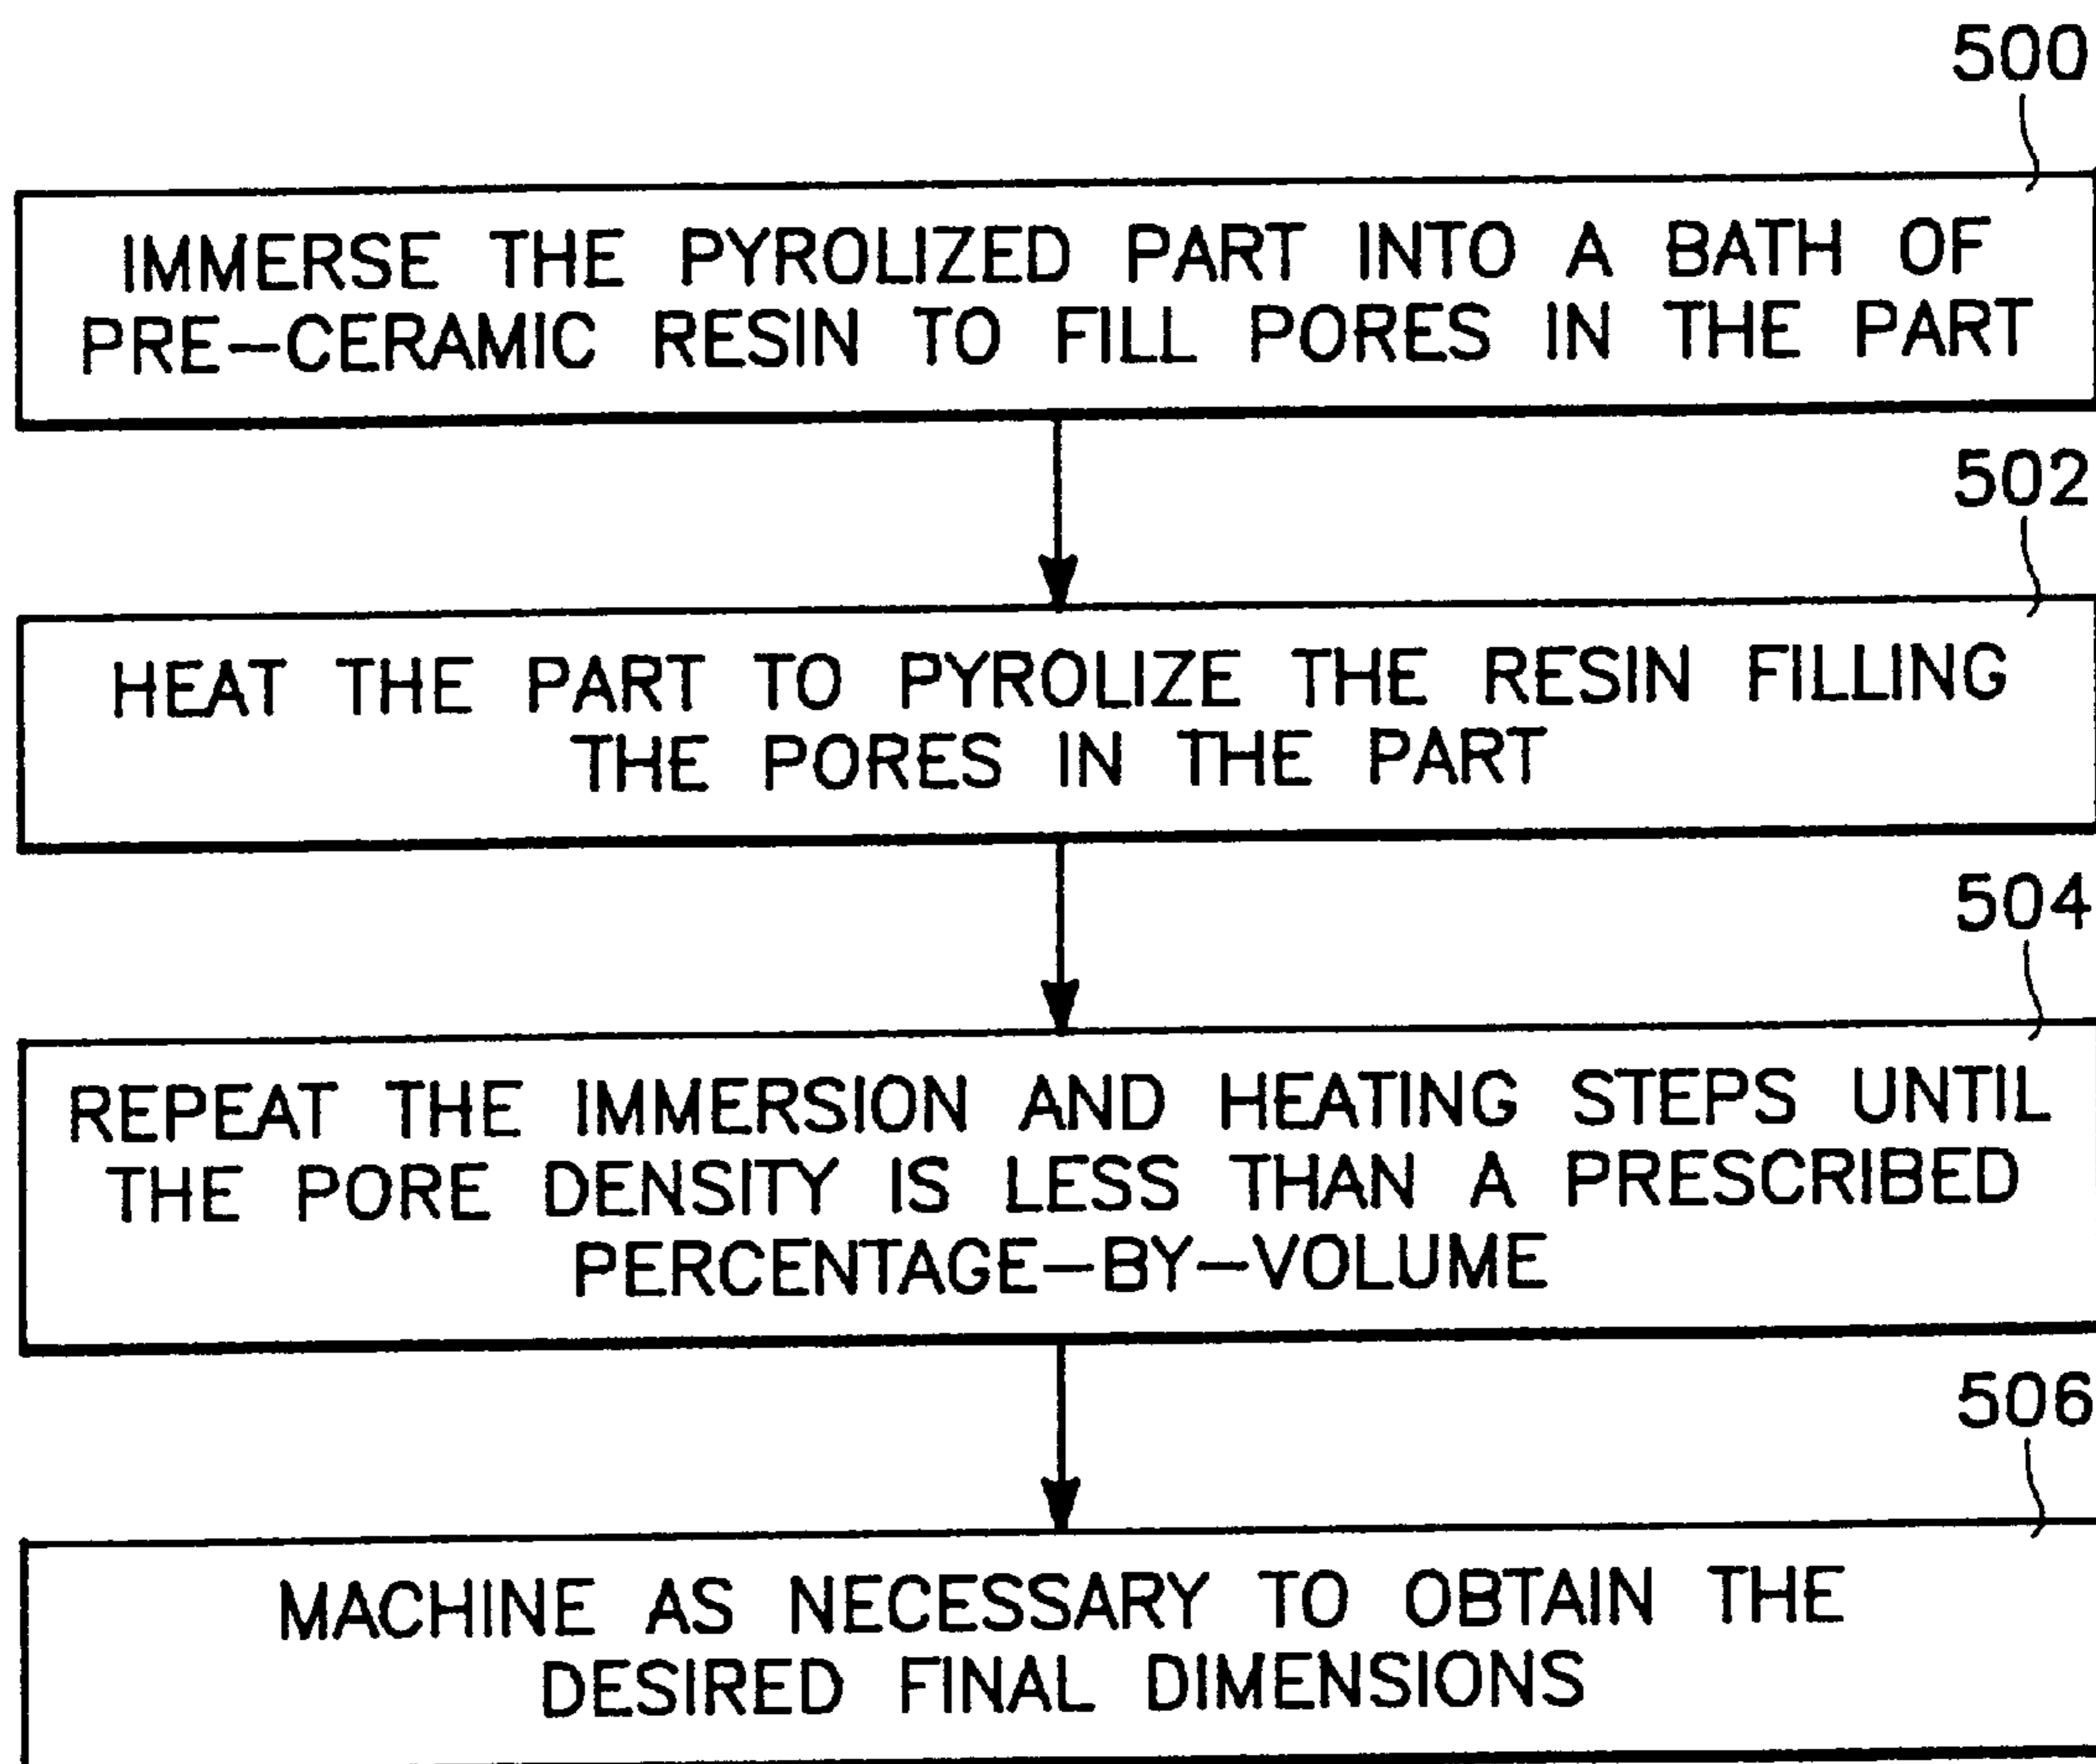 500
IMMERSE THE PYROLIZED PART INTO A BATH OF
PRE-CERAMIC RESIN TO FILL PORES IN THE PART
502
HEAT THE PART TO PYROLIZE THE RESIN FILLING
THE PORES IN THE PART
504
REPEAT THE IMMERSION AND HEATING STEPS UNTIL
THE PORE DENSITY IS LESS THAN A PRESCRIBED
PERCENTAGE-BY-VOLUME
506
MACHINE AS NECESSARY TO OBTAIN THE
DESIRED FINAL DIMENSIONS